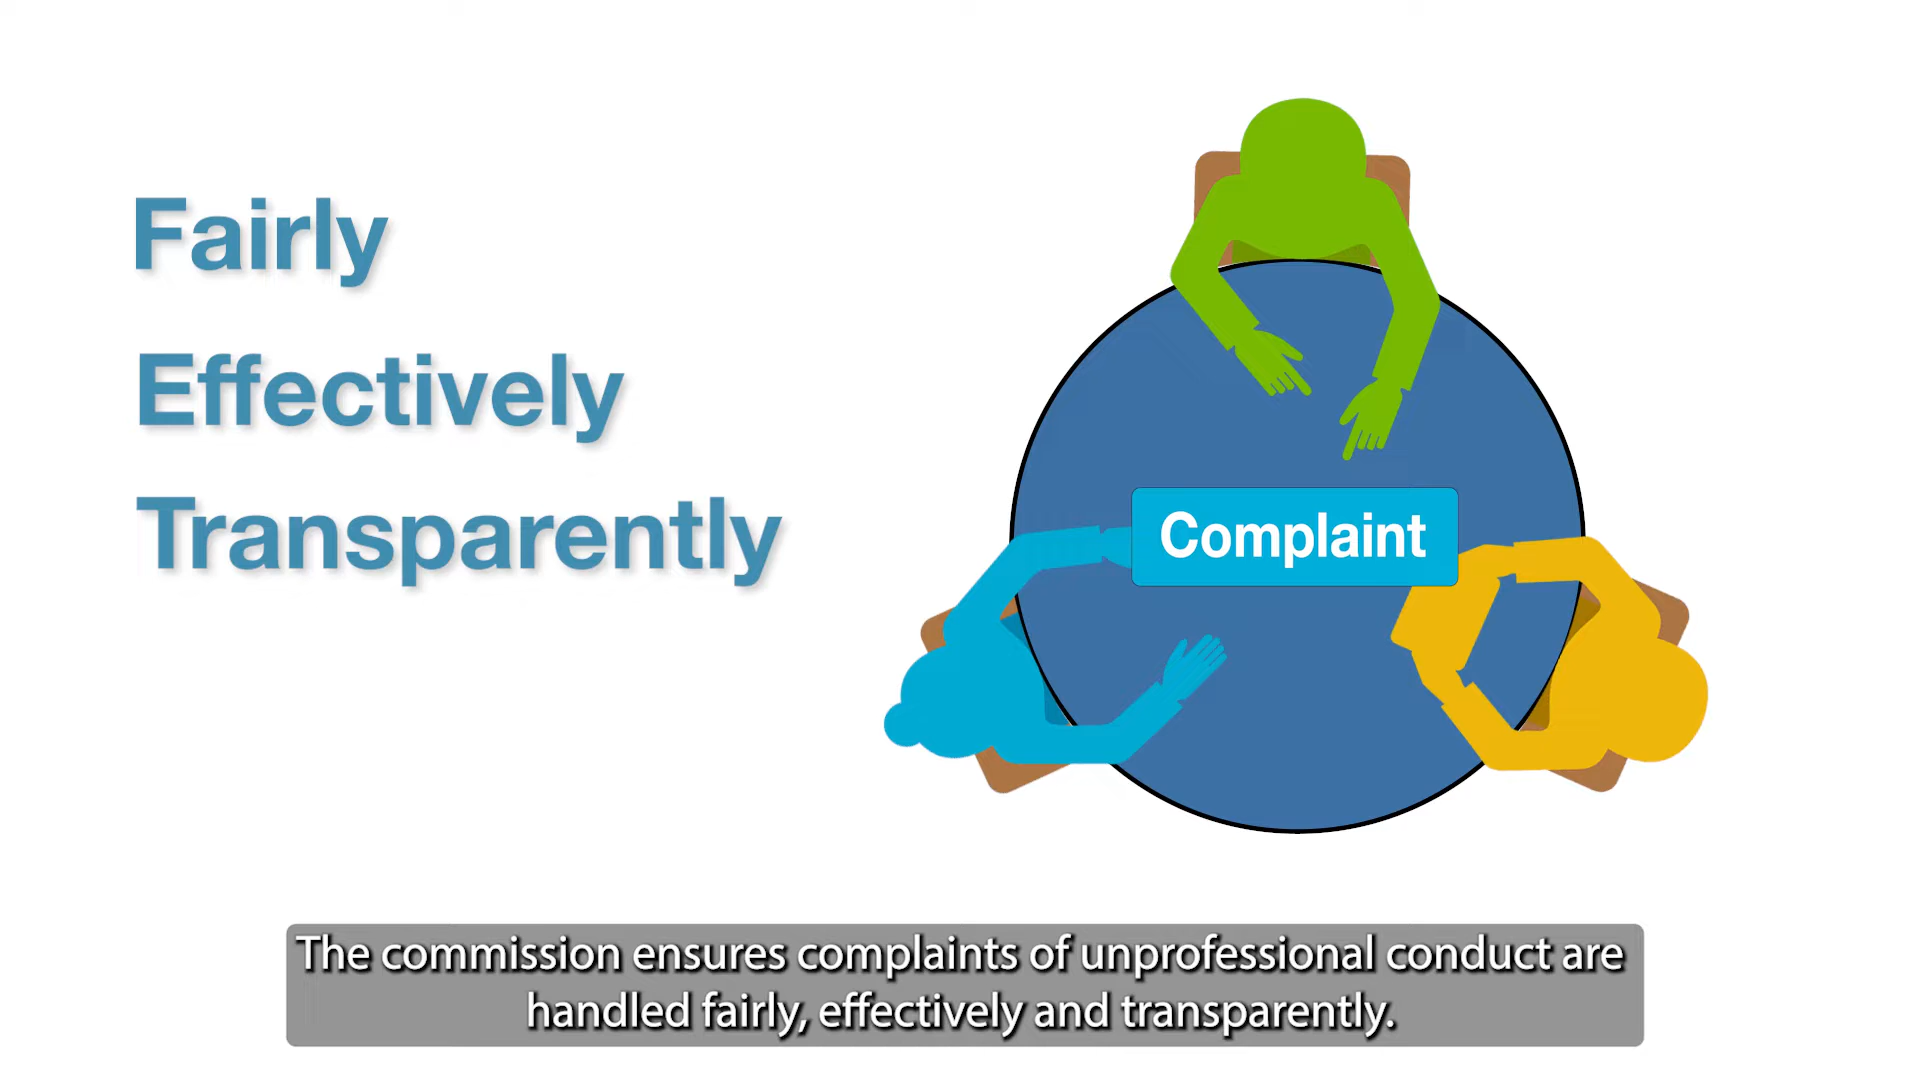 Fairly
Effectively
Transparently
Complaint
The commission ensures complaints of unprofessional conduct are
handled fairly, effectively and transparently.